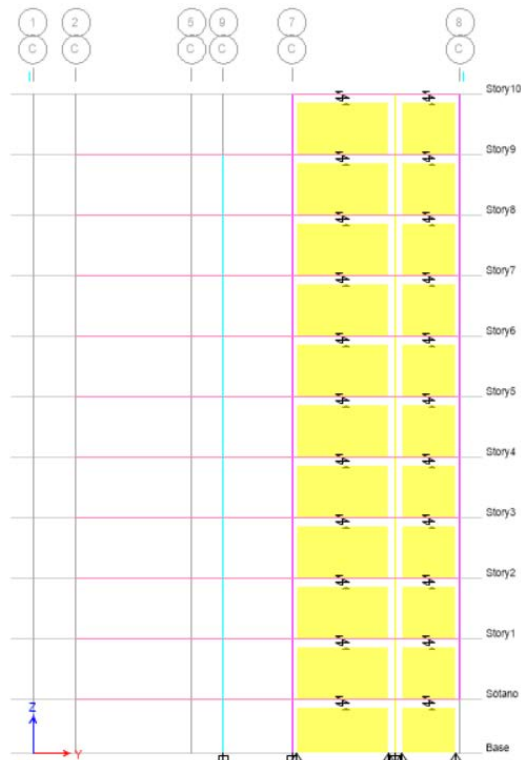 1 2 5 9 7 8
C C C C C C
Story10
Story9
Story8
Story7
Story6
Story5
Story4
Story3
Story2
Story1
Sotano
Z
Y
Base